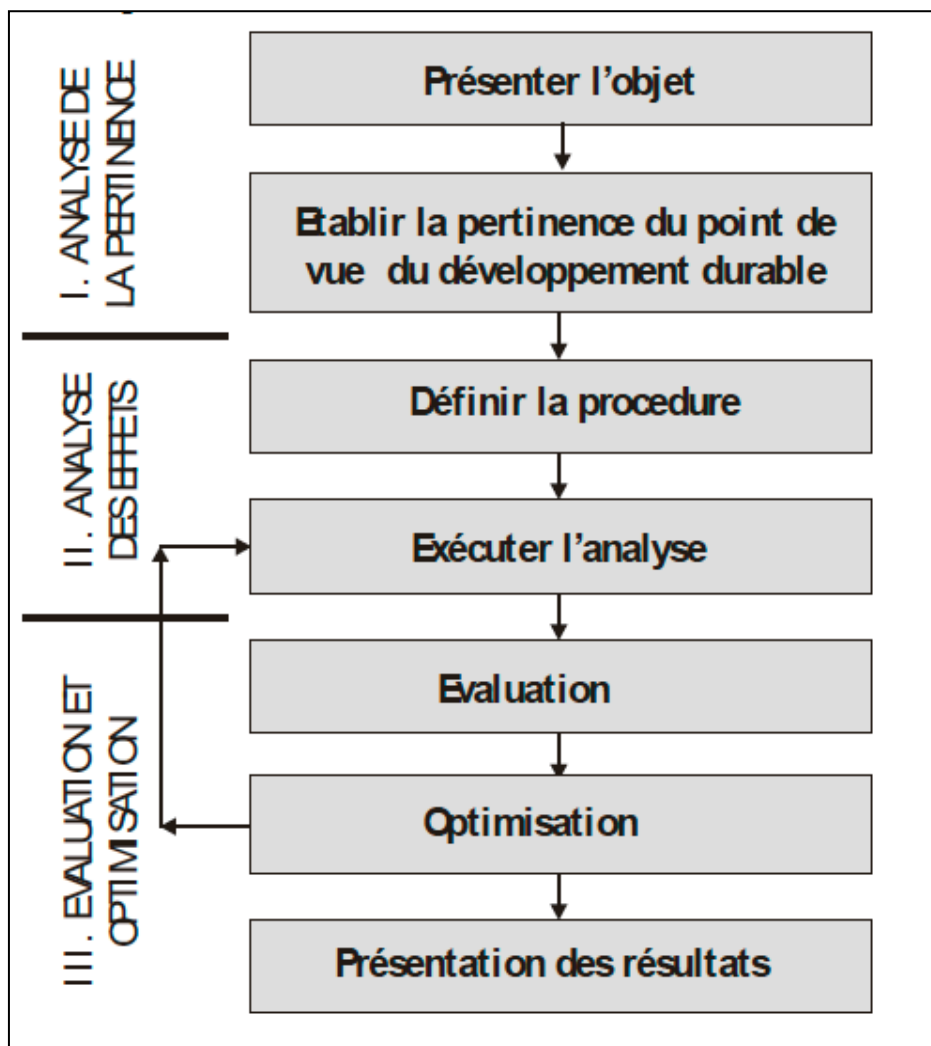 I. ANALYSE DE
LA PERTINENCE
Présenter l’objet
Etablir la pertinence du point de
vue du développement durable
II. ANALYSE
DES EFFETS
Définir la procedure
Exécuter l’analyse
III. EVALUATION ET
OPTIMISATION
Evaluation
Optimisation
Présentation des résultats